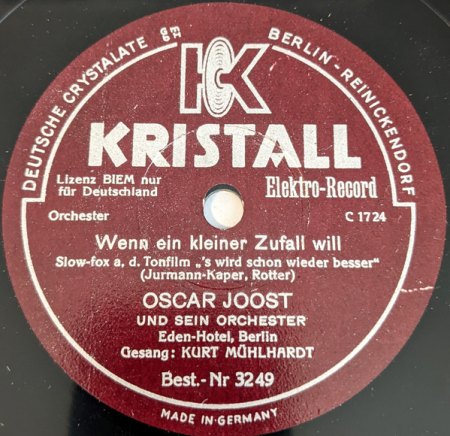 DEUTSCHE CRYSTALATE GMBH BERLIN-REINICKENDORF
K
KRISTALL
Lizenz BIEM nur
für Deutschland
Elektro-Record
Orchester
C 1724
Wenn ein kleiner Zufall will
Slow-fox a. d. Tonfilm „'s wird schon wieder besser“
(Jurmann-Kaper, Rotter)
OSCAR JOOST
UND SEIN ORCHESTER
Eden-Hotel, Berlin
Gesang: KURT MÜHLHARDT
Best.-Nr 3249
MADE IN GERMANY